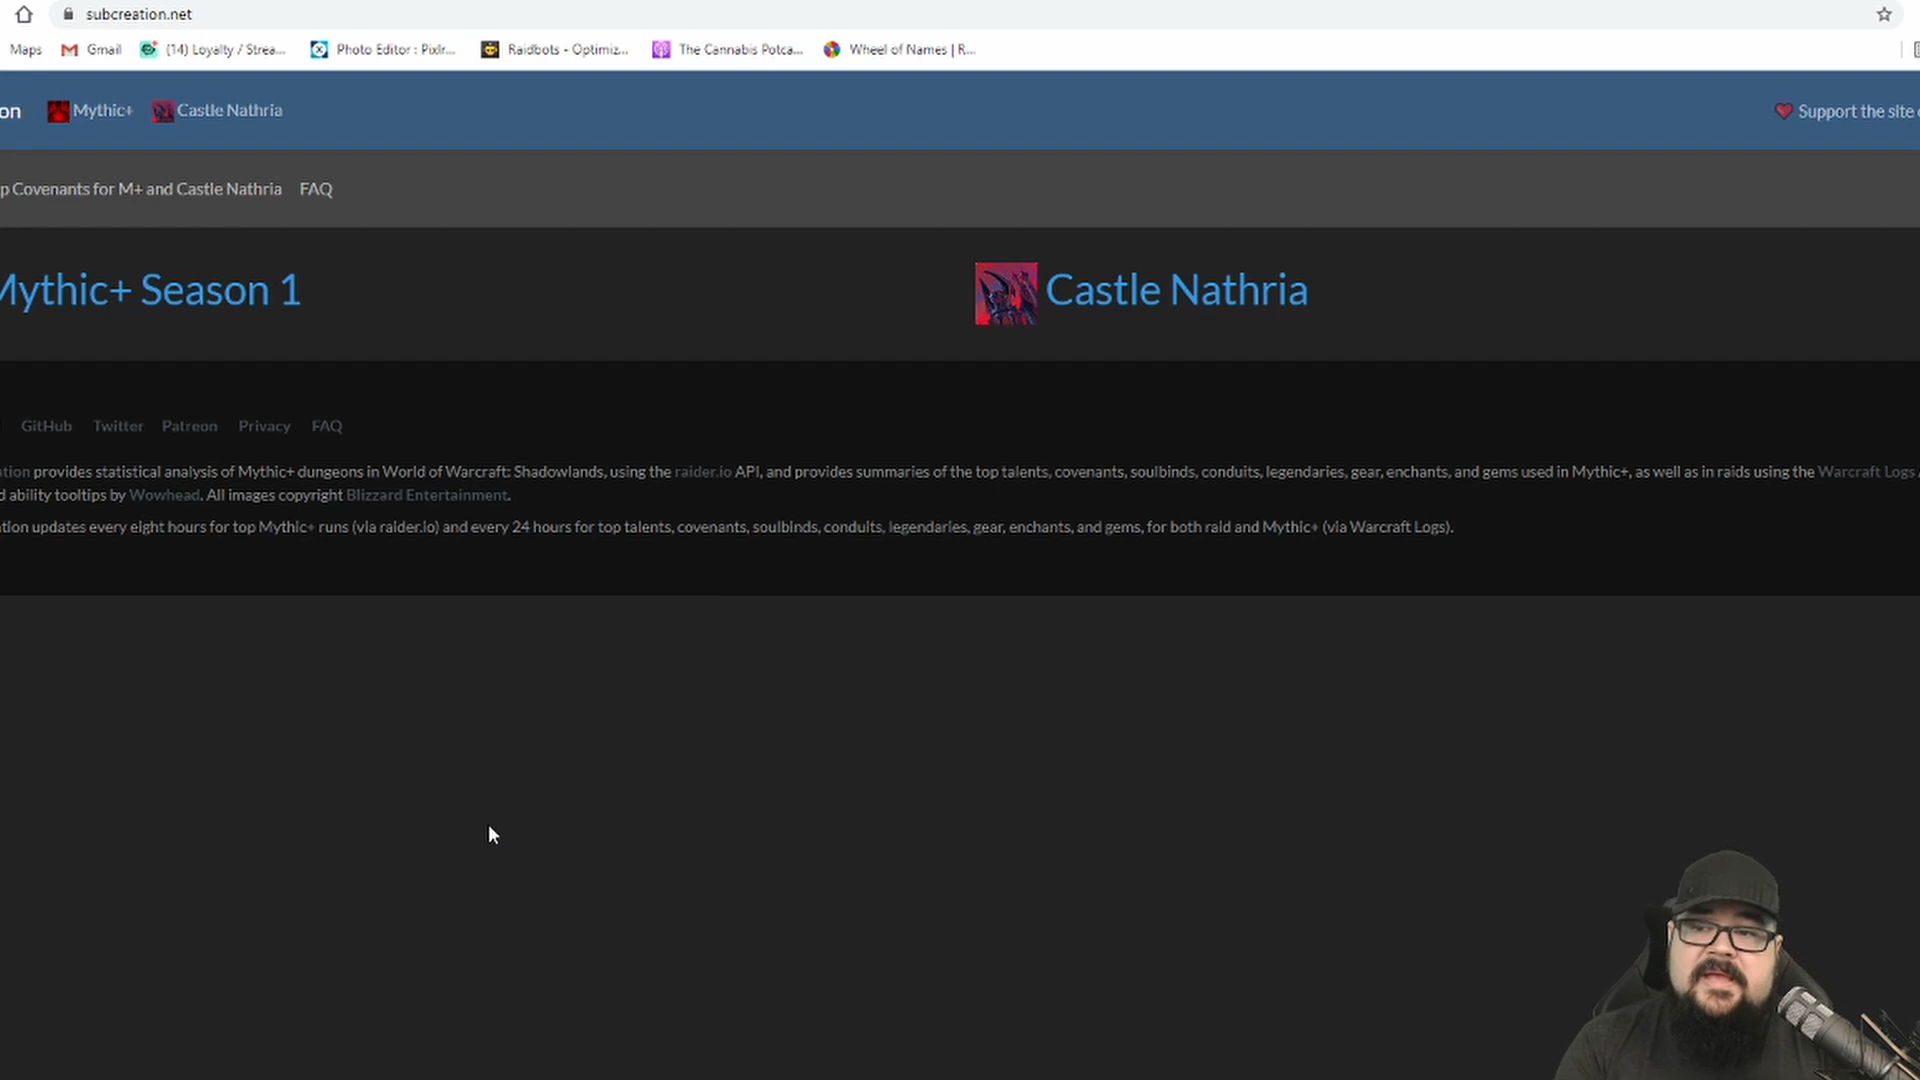 subcreation.net
Maps Gmail (14) Loyalty / Strea... Photo Editor : Pixlr... Raidbots - Optimiz... The Cannabis Potca... Wheel of Names | R...
on Mythic+ Castle Nathria Support the site
p Covenants for M+ and Castle Nathria FAQ
Mythic+ Season 1 Castle Nathria
GitHub Twitter Patreon Privacy FAQ
ation provides statistical analysis of Mythic+ dungeons in World of Warcraft: Shadowlands, using the raider.io API, and provides summaries of the top talents, covenants, soulbinds, conduits, legendaries, gear, enchants, and gems used in Mythic+, as well as in raids using the Warcraft Logs
d ability tooltips by Wowhead. All images copyright Blizzard Entertainment.
ation updates every eight hours for top Mythic+ runs (via raider.io) and every 24 hours for top talents, covenants, soulbinds, conduits, legendaries, gear, enchants, and gems, for both raid and Mythic+ (via Warcraft Logs).